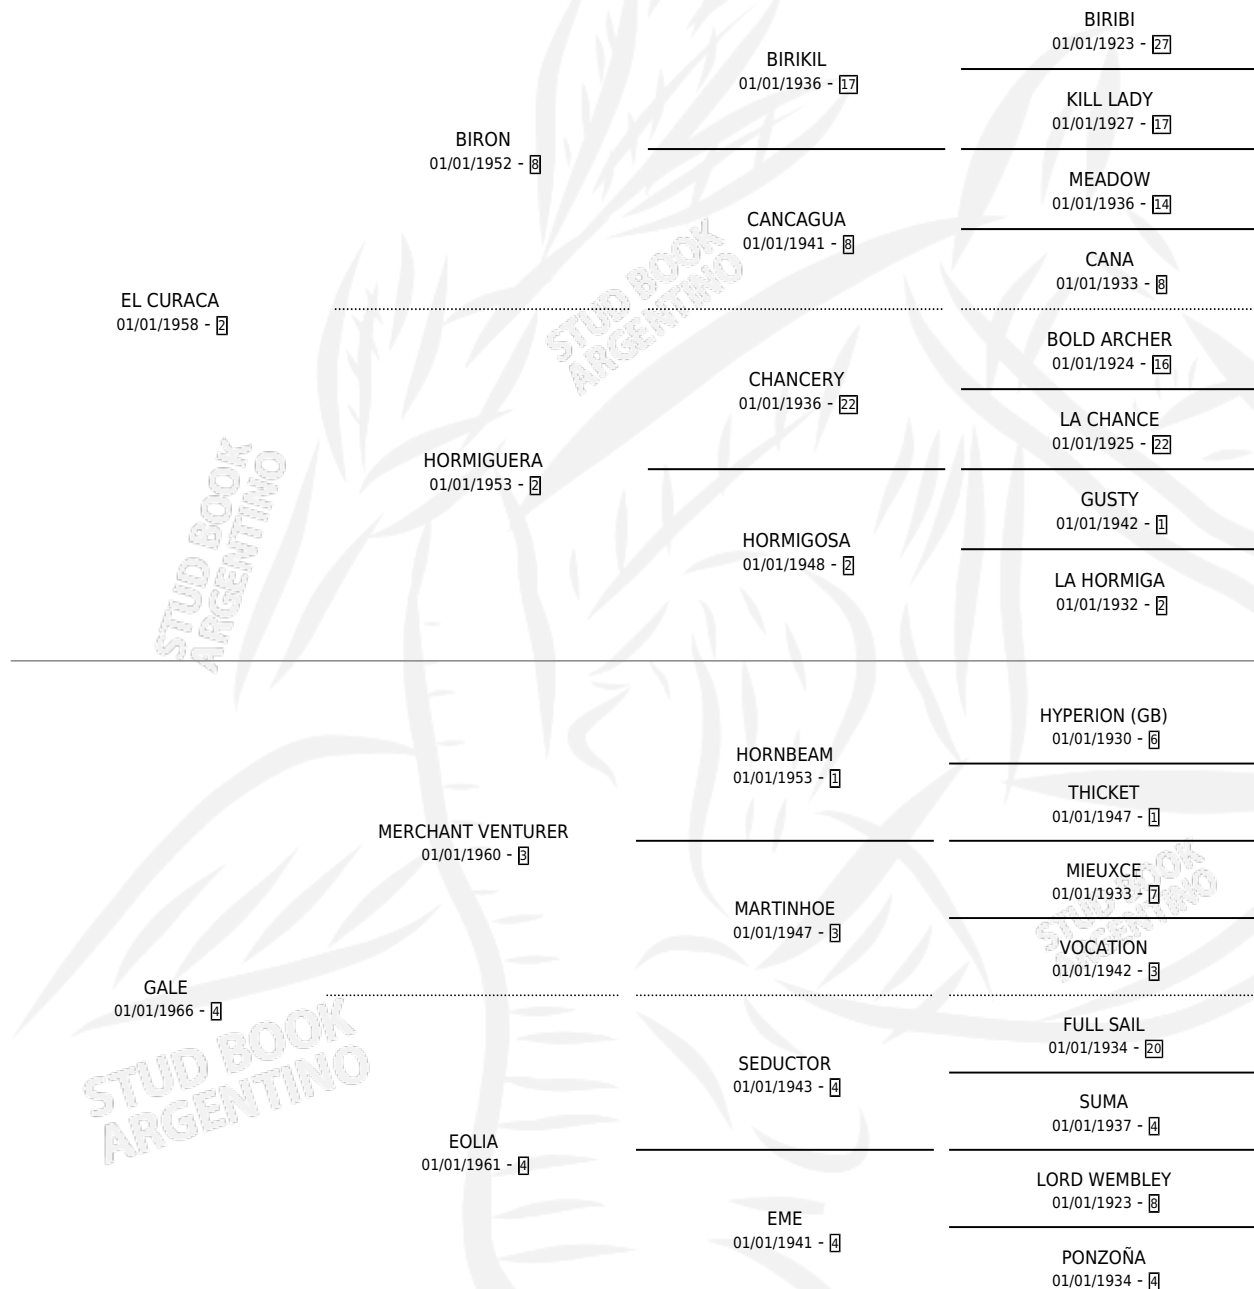 BIRIBI
01/01/1923 - 27
BIRIKIL
01/01/1936 - 17
KILL LADY
01/01/1927 - 17
BIRON
01/01/1952 - 8
MEADOW
01/01/1936 - 14
CANCAGUA
01/01/1941 - 8
CANA
01/01/1933 - 8
EL CURACA
01/01/1958 - 2
STUD BOOK
ARGENTINO
BOLD ARCHER
01/01/1924 - 16
CHANCERY
01/01/1936 - 22
LA CHANCE
01/01/1925 - 22
HORMIGUERA
01/01/1953 - 2
GUSTY
01/01/1942 - 1
HORMIGOSA
01/01/1948 - 2
LA HORMIGA
01/01/1932 - 2
STUD BOOK
ARGENTINO
HYPERION (GB)
01/01/1930 - 6
HORNBEAM
01/01/1953 - 1
THICKET
01/01/1947 - 1
MERCHANT VENTURER
01/01/1960 - 3
MIEUXCE
01/01/1933 - 7
MARTINHOE
01/01/1947 - 3
VOCATION
01/01/1942 - 3
STUD BOOK
ARGENTINO
GALE
01/01/1966 - 4
FULL SAIL
01/01/1934 - 20
SEDUCTOR
01/01/1943 - 4
SUMA
01/01/1937 - 4
STUD BOOK
ARGENTINO
EOLIA
01/01/1961 - 4
LORD WEMBLEY
01/01/1923 - 8
EME
01/01/1941 - 4
PONZOÑA
01/01/1934 - 4